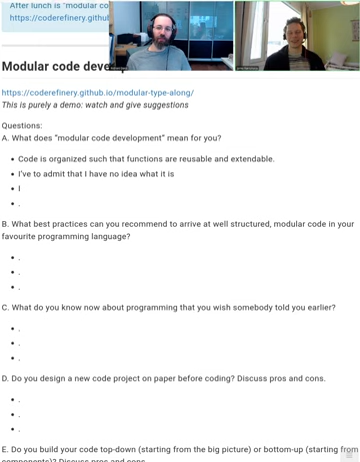 After lunch is "modular co
https://coderefinery.githu
Modular code deve
https://coderefinery.github.io/modular-type-along/
This is purely a demo: watch and give suggestions
Questions:
A. What does "modular code development" mean for you?
• Code is organized such that functions are reusable and extendable.
• I've to admit that I have no idea what it is
• I
• .
B. What best practices can you recommend to arrive at well structured, modular code in your
favourite programming language?
• .
• .
• .
C. What do you know now about programming that you wish somebody told you earlier?
• .
• .
• .
D. Do you design a new code project on paper before coding? Discuss pros and cons.
• .
• .
• .
E. Do you build your code top-down (starting from the big picture) or bottom-up (starting from
components)? Discuss pros and cons.